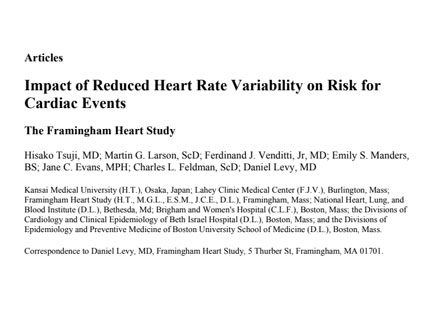 Articles
Impact of Reduced Heart Rate Variability on Risk for
Cardiac Events
The Framingham Heart Study
Hisako Tsuji, MD; Martin G. Larson, ScD; Ferdinand J. Venditti, Jr, MD; Emily S. Manders,
BS; Jane C. Evans, MPH; Charles L. Feldman, ScD; Daniel Levy, MD
Kansai Medical University (H.T.), Osaka, Japan; Lahey Clinic Medical Center (F.J.V.), Burlington, Mass;
Framingham Heart Study (H.T., M.G.L., E.S.M., J.C.E., D.L.), Framingham, Mass; National Heart, Lung, and
Blood Institute (D.L.), Bethesda, Md; Brigham and Women's Hospital (C.L.F.), Boston, Mass; the Divisions of
Cardiology and Clinical Epidemiology of Beth Israel Hospital (D.L.), Boston, Mass; and the Divisions of
Epidemiology and Preventive Medicine of Boston University School of Medicine (D.L.), Boston, Mass.
Correspondence to Daniel Levy, MD, Framingham Heart Study, 5 Thurber St, Framingham, MA 01701.